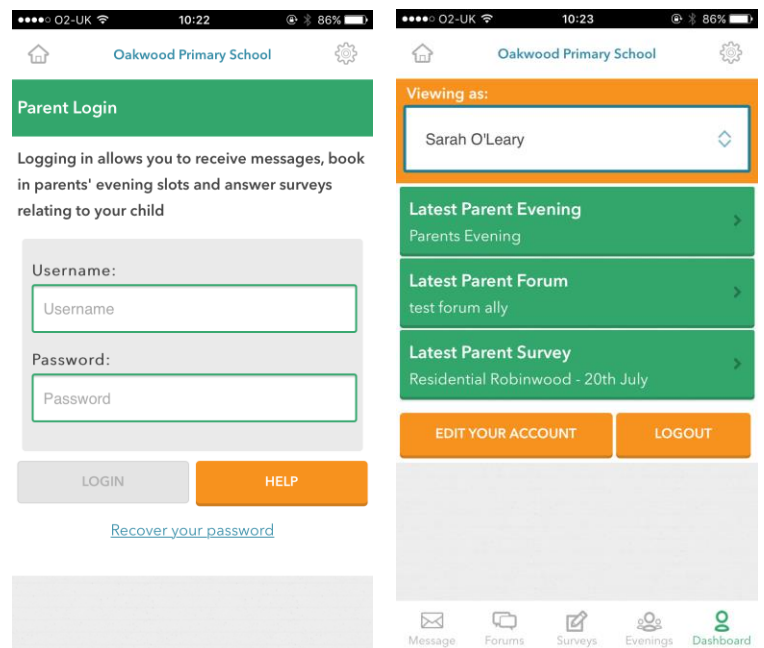 O2-UK 10:22 86%
Oakwood Primary School
Parent Login
Logging in allows you to receive messages, book
in parents' evening slots and answer surveys
relating to your child
Username:
Username
Password:
Password
LOGIN HELP
Recover your password
O2-UK 10:23 86%
Oakwood Primary School
Viewing as:
Sarah O'Leary
Latest Parent Evening
Parents Evening
Latest Parent Forum
test forum ally
Latest Parent Survey
Residential Robinwood - 20th July
EDIT YOUR ACCOUNT LOGOUT
Message Forums Surveys Evenings Dashboard